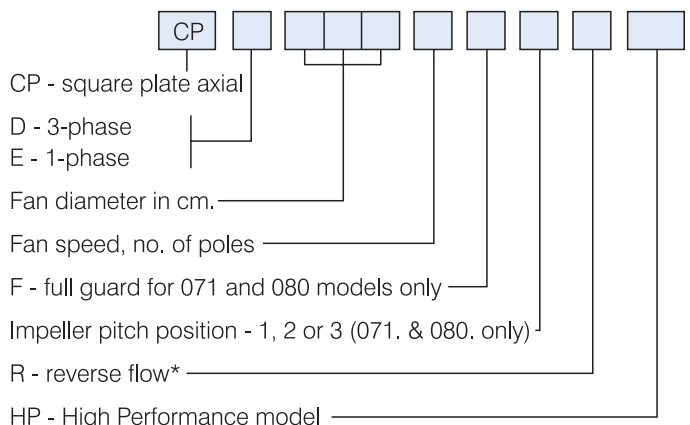 CP
CP - square plate axial
D - 3-phase
E - 1-phase
Fan diameter in cm.
Fan speed, no. of poles
F - full guard for 071 and 080 models only
Impeller pitch position - 1, 2 or 3 (071. & 080. only)
R - reverse flow*
HP - High Performance model